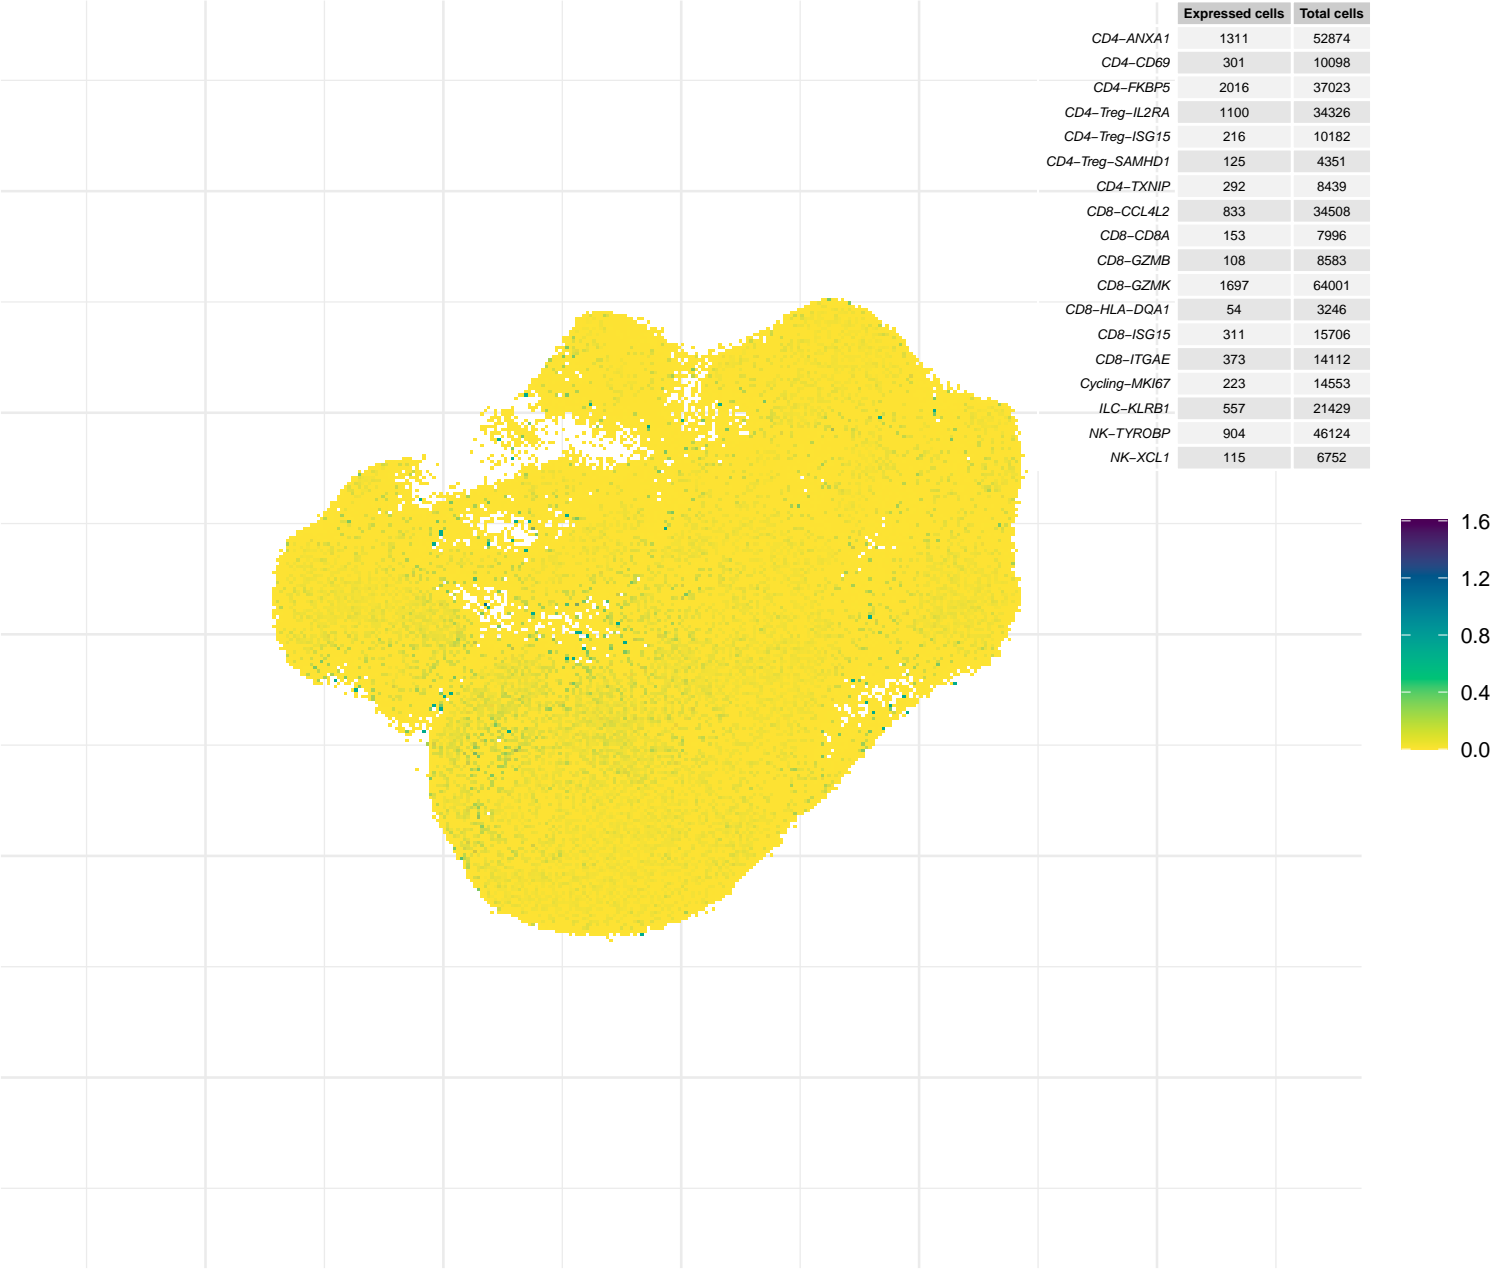 Expressed cells Total cells
CD4−ANXA1 1311 52874
CD4−CD69 301 10098
CD4−FKBP5 2016 37023
CD4−Treg−IL2RA 1100 34326
CD4−Treg−ISG15 216 10182
CD4−Treg−SAMHD1 125 4351
CD4−TXNIP 292 8439
CD8−CCL4L2 833 34508
CD8−CD8A 153 7996
CD8−GZMB 108 8583
CD8−GZMK 1697 64001
CD8−HLA−DQA1 54 3246
CD8−ISG15 311 15706
CD8−ITGAE 373 14112
Cycling−MKI67 223 14553
ILC−KLRB1 557 21429
NK−TYROBP 904 46124
NK−XCL1 115 6752
1.6
1.2
0.8
0.4
0.0